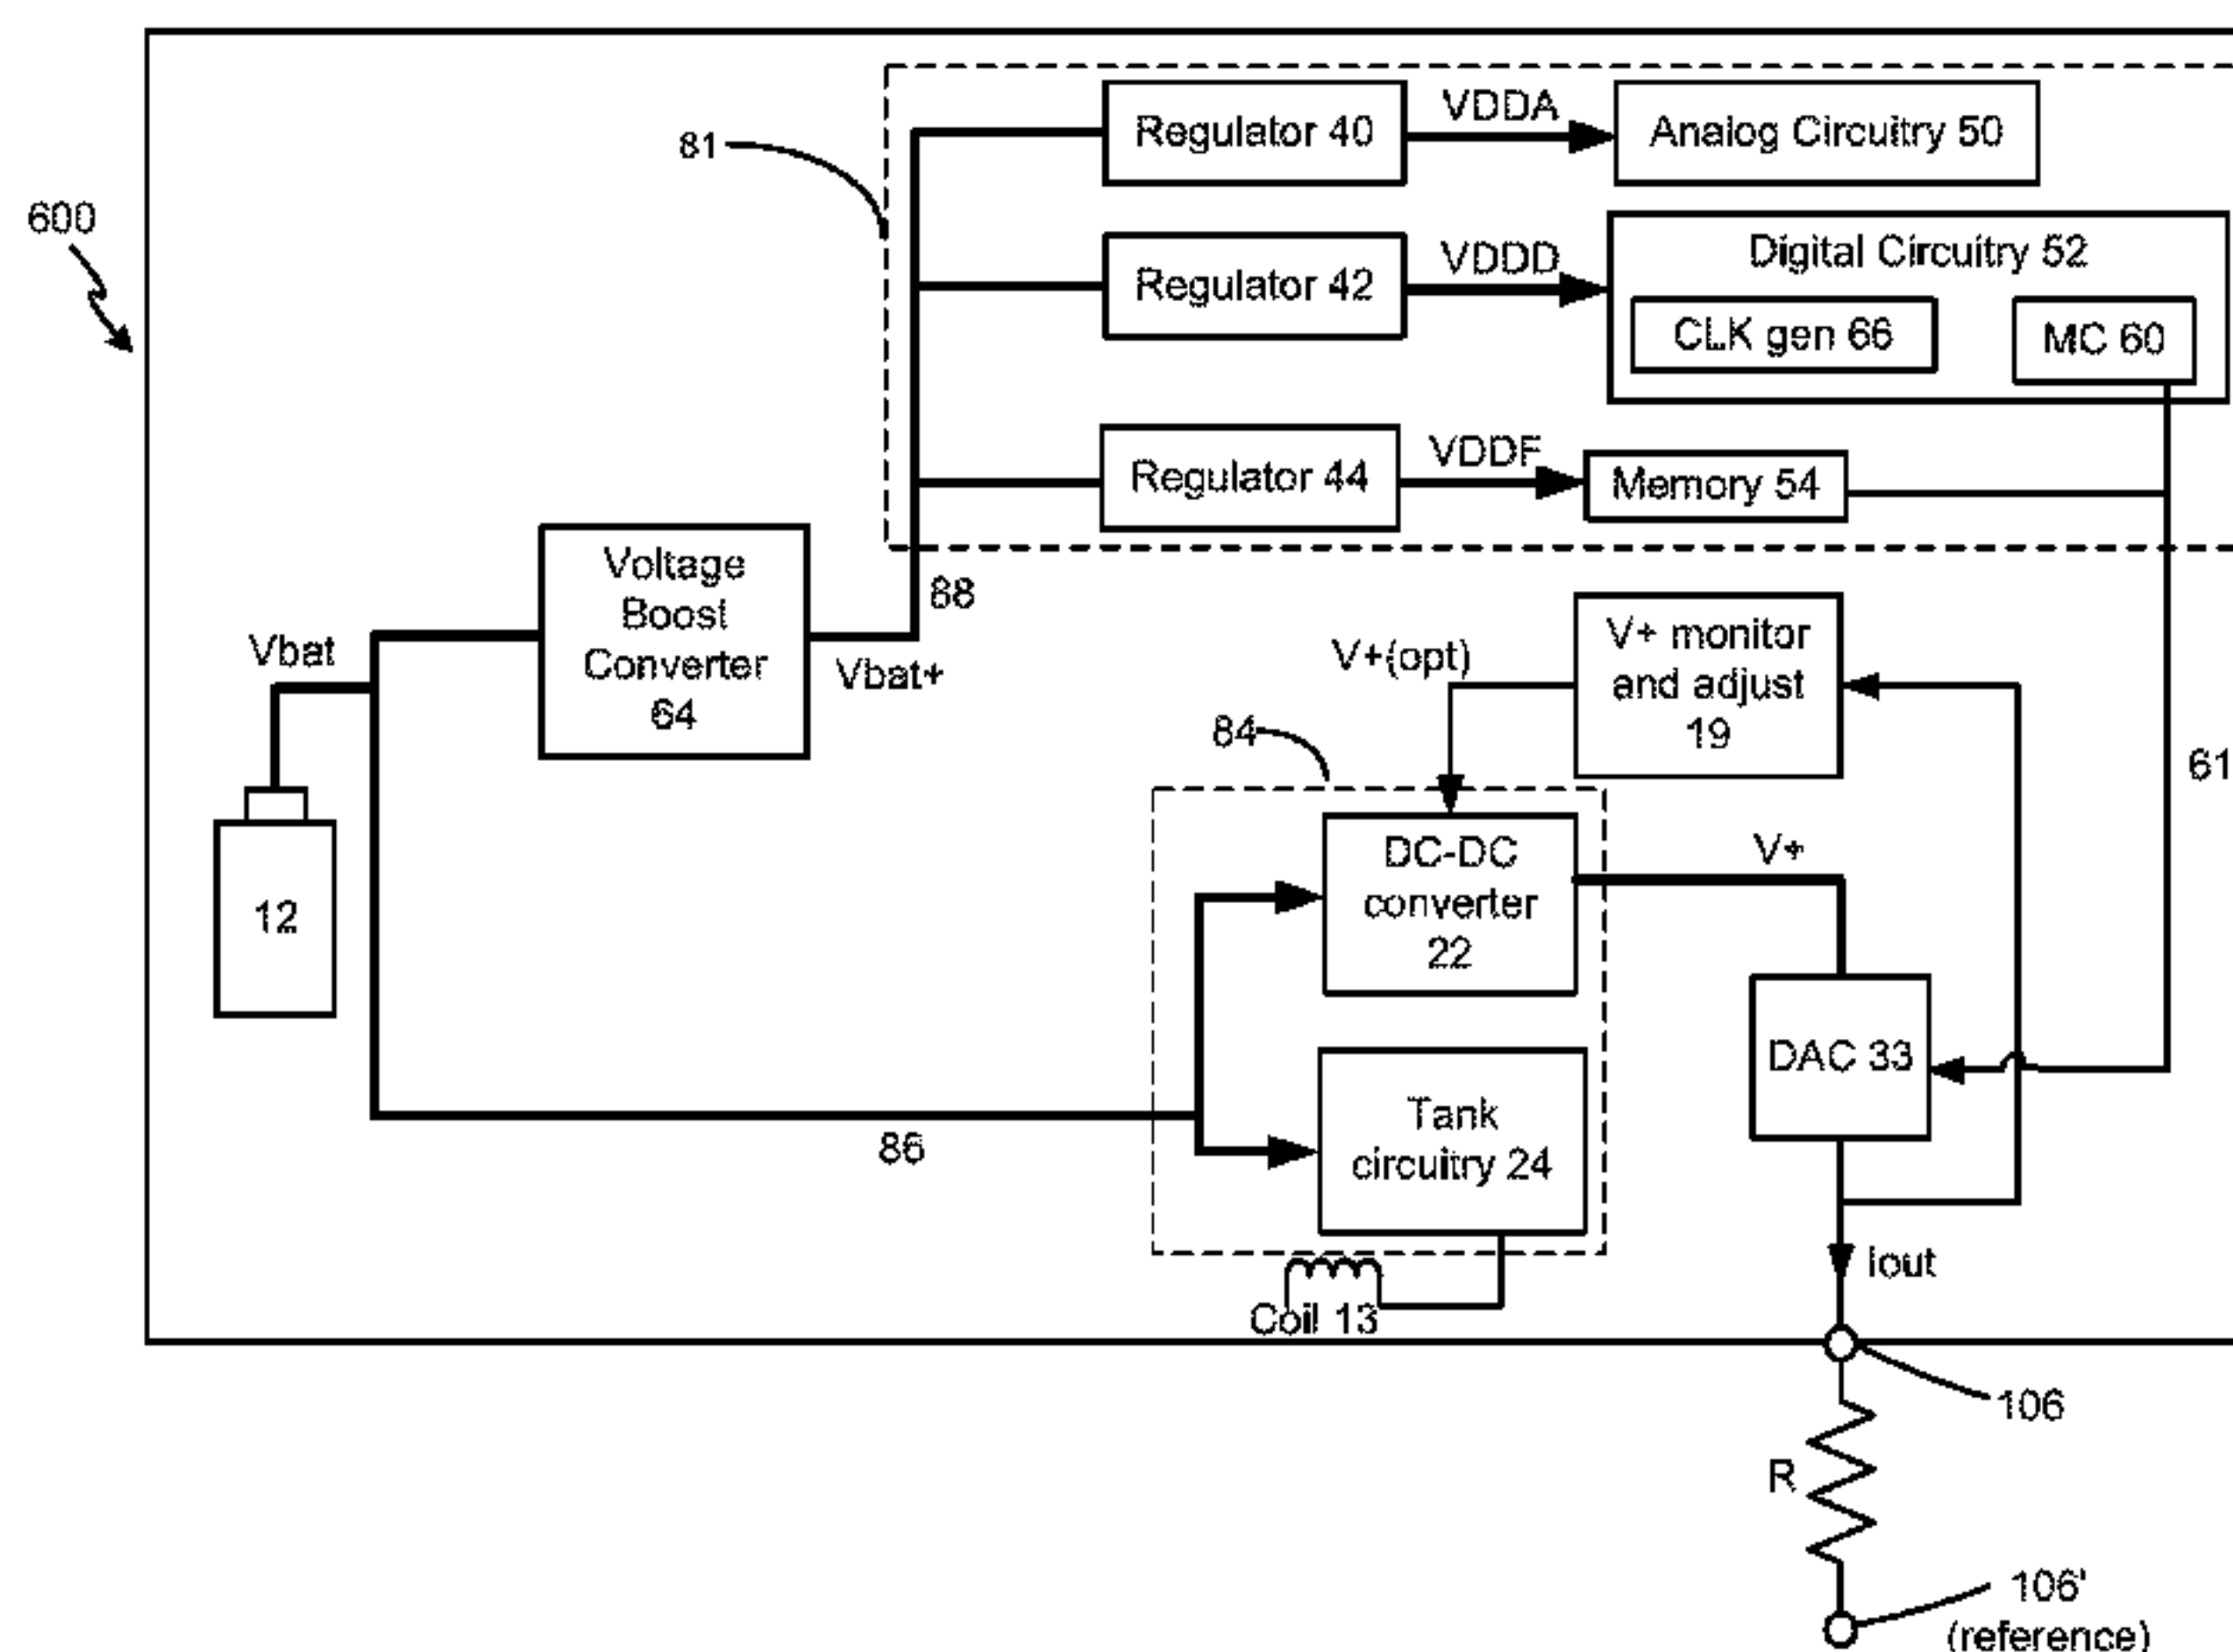 VDDA
Regulator 40
Analog Circuitry 50
81
600
VDDD
Digital Circuitry 52
Regulator 42
CLK gen 66
MC 60
VDDF
Regulator 44
Memory 54
Voltage
Boost
Converter
64
88
Vbat
Vbat+
V+(opt)
V+ monitor
and adjust
19
84
61
DC-DC
converter
22
V+
12
DAC 33
Tank
circuitry 24
86
Iout
Coil 13
106
R
106'
(reference)